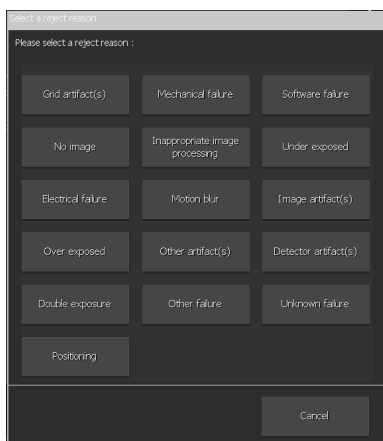 Select a reject reason
Please select a reject reason :
Grid artifact(s)
Mechanical failure
Software failure
No image
Inappropriate image
processing
Under exposed
Electrical failure
Motion blur
Image artifact(s)
Over exposed
Other artifact(s)
Detector artifact(s)
Double exposure
Other failure
Unknown failure
Positioning
Cancel